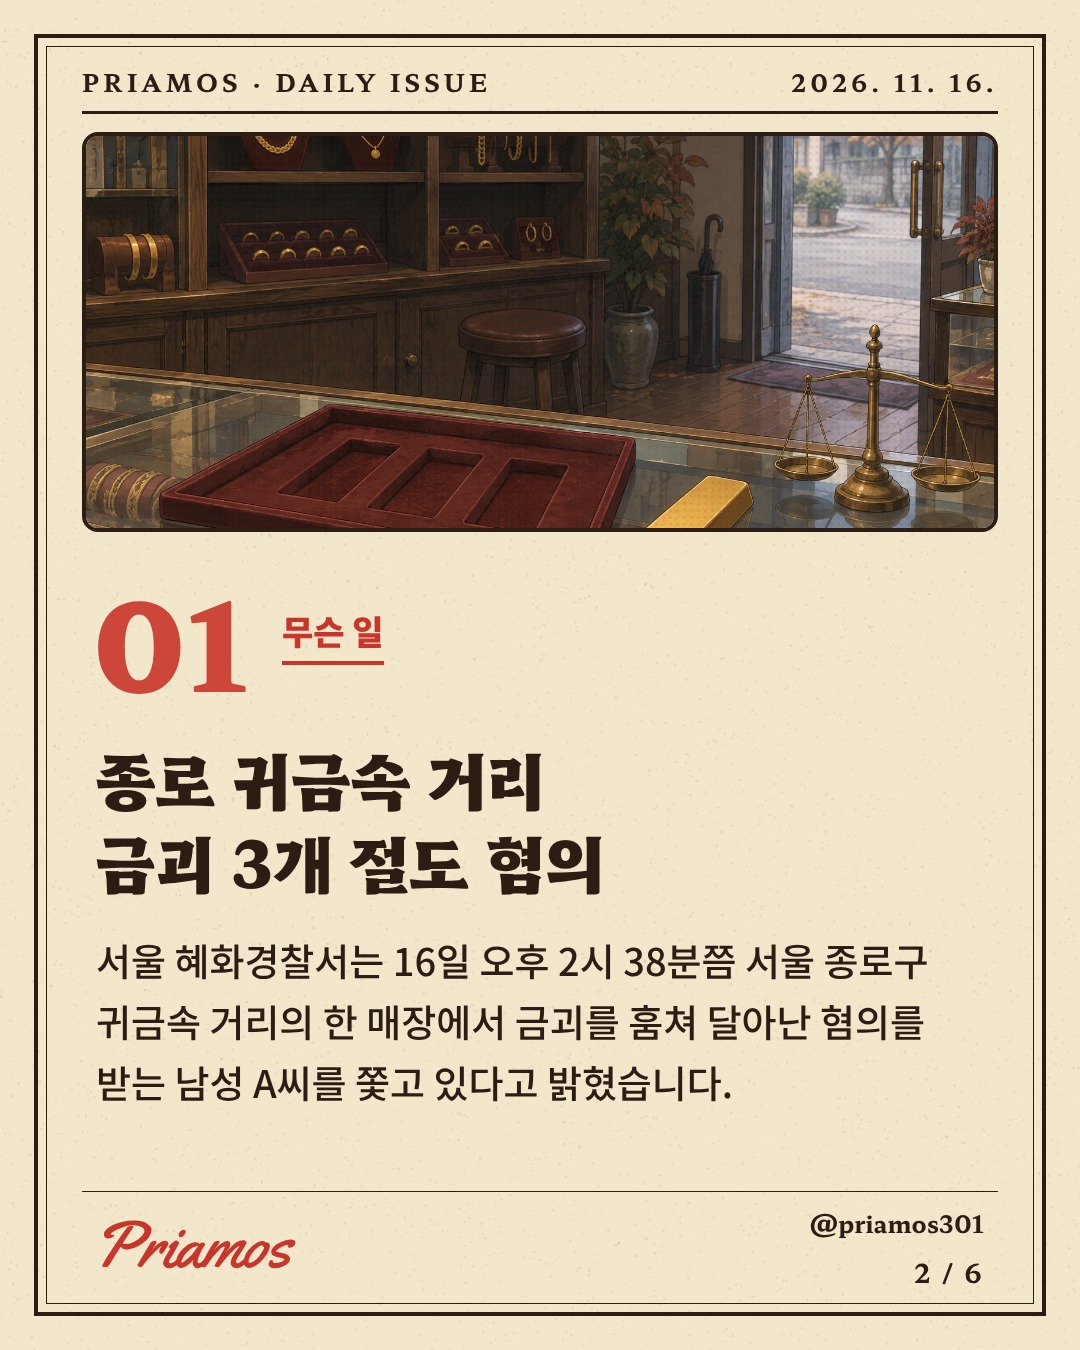 PRIAMOS · DAILY ISSUE
2026. 11. 16.
01
무슨 일
종로 귀금속 거리
금괴 3개 절도 혐의
서울 혜화경찰서는 16일 오후 2시 38분쯤 서울 종로구
귀금속 거리의 한 매장에서 금괴를 훔쳐 달아난 혐의를
받는 남성 A씨를 쫓고 있다고 밝혔습니다.
Priamos
@priamos301
2 / 6